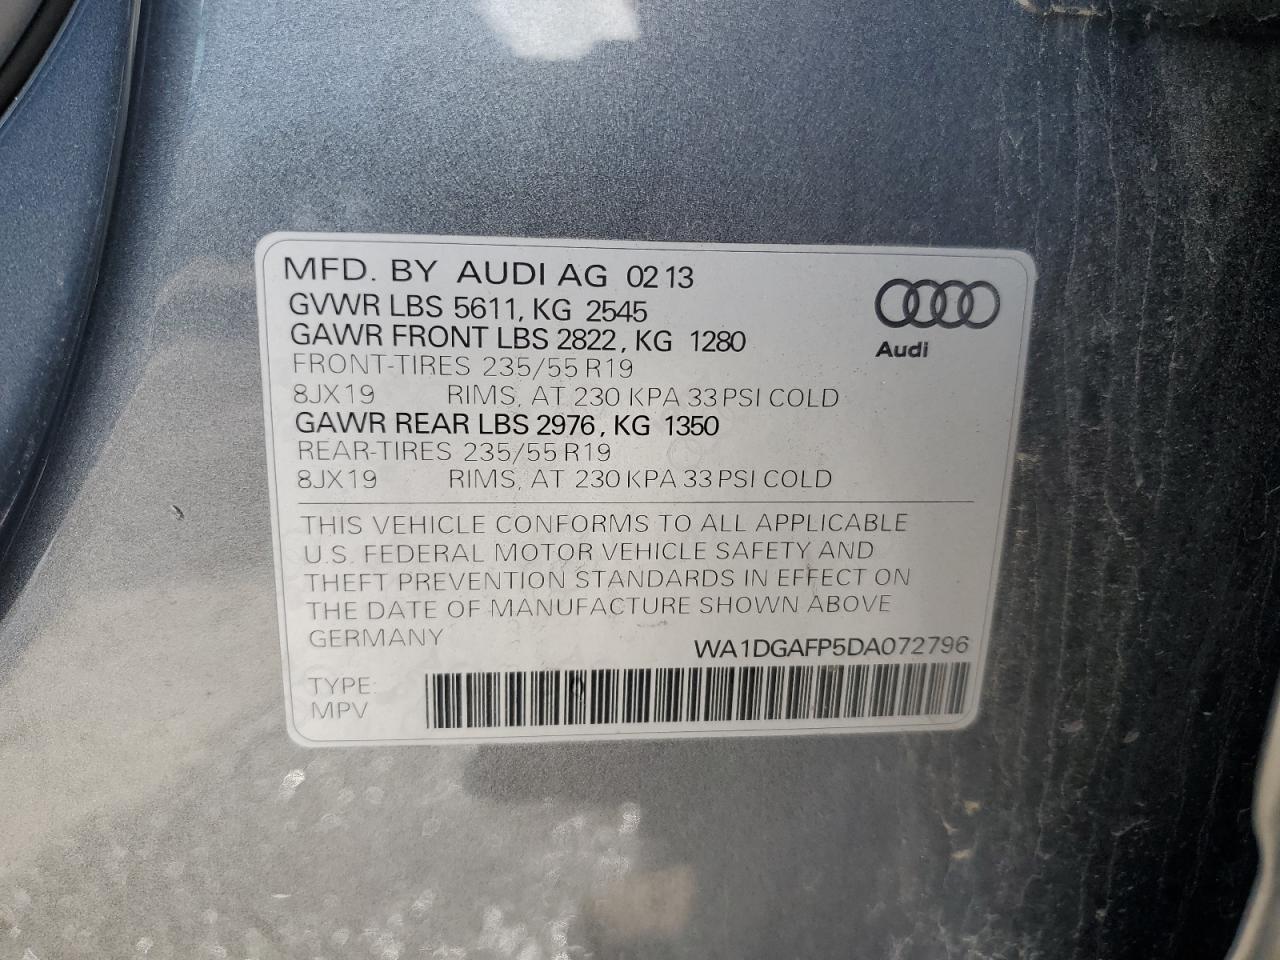 MFD. BY AUDI AG 02 13
GVWR LBS 5611, KG 2545
GAWR FRONT LBS 2822, KG 1280
FRONT-TIRES 235/55 R19
8JX19 RIMS, AT 230 KPA 33 PSI COLD
GAWR REAR LBS 2976, KG 1350
REAR-TIRES 235/55 R19
8JX19 RIMS, AT 230 KPA 33 PSI COLD
Audi
THIS VEHICLE CONFORMS TO ALL APPLICABLE
U.S. FEDERAL MOTOR VEHICLE SAFETY AND
THEFT PREVENTION STANDARDS IN EFFECT ON
THE DATE OF MANUFACTURE SHOWN ABOVE
GERMANY
WA1DGAFP5DA072796
TYPE:
MPV